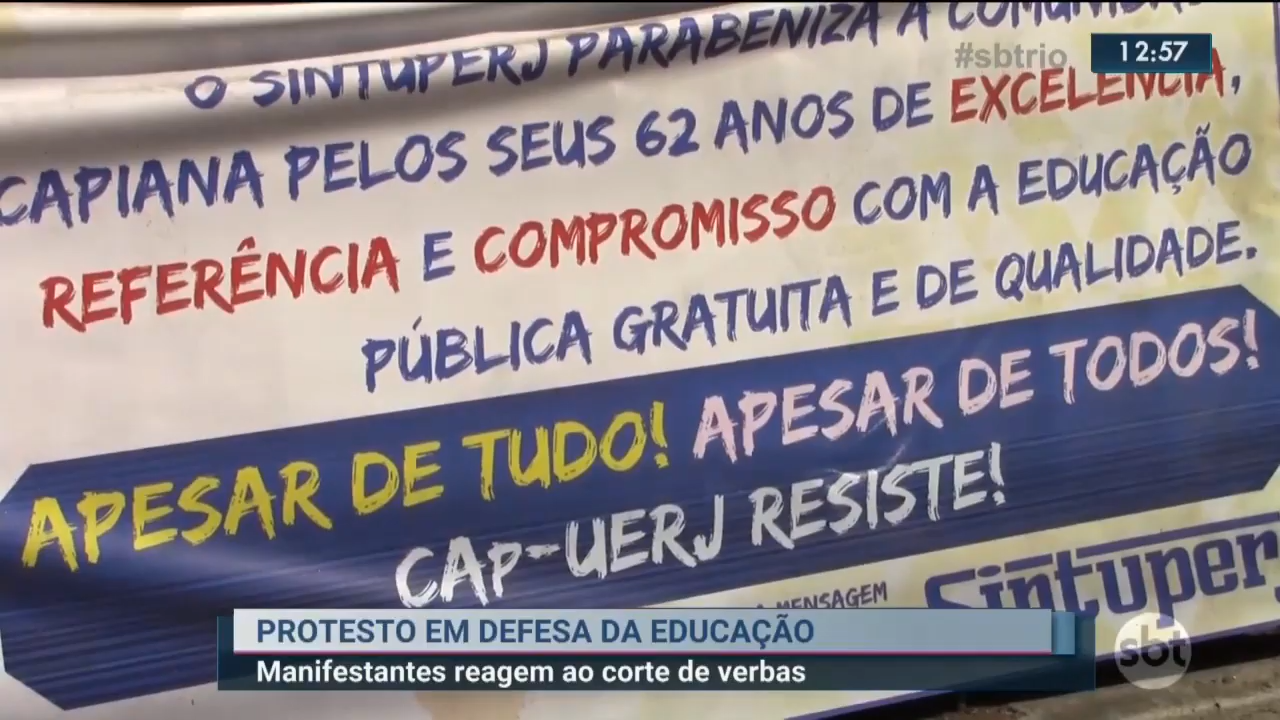 O SINTUPERJ PARABENIZA A
#sbtrio
12:57
CAPIANA PELOS SEUS 62 ANOS DE EXCELÊNCIA,
REFERÊNCIA E COMPROMISSO COM A EDUCAÇÃO
PÚBLICA GRATUITA E DE QUALIDADE.
APESAR DE TUDO! APESAR DE TODOS!
CAp-UERJ RESISTE!
MENSAGEM
Sintuperj
PROTESTO EM DEFESA DA EDUCAÇÃO
Manifestantes reagem ao corte de verbas
sbt